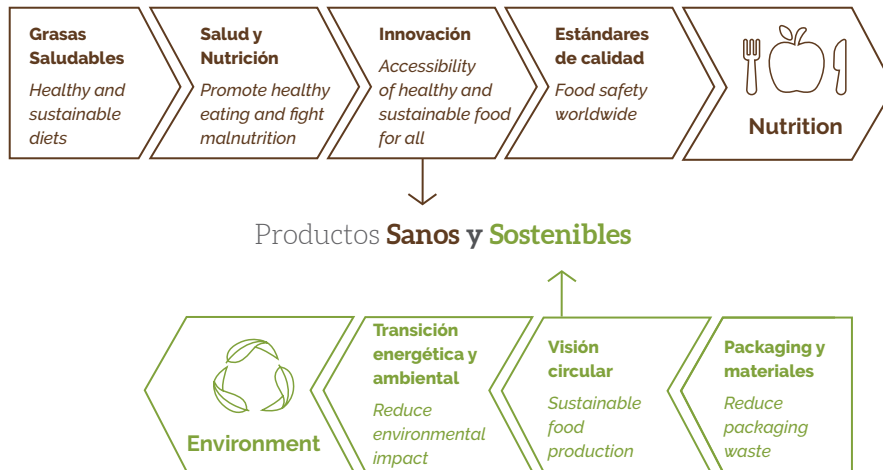 Grasas
Saludables
Healthy and
sustainable
diets
Salud y
Nutrición
Promote healthy
eating and fight
malnutrition
Innovación
Accessibility
of healthy and
sustainable food
for all
Estándares
de calidad
Food safety
worldwide
Nutrition
Productos Sanos y Sostenibles
Environment
Transición
energética y
ambiental
Reduce
environmental
impact
Visión
circular
Sustainable
food
production
Packaging y
materiales
Reduce
packaging
waste